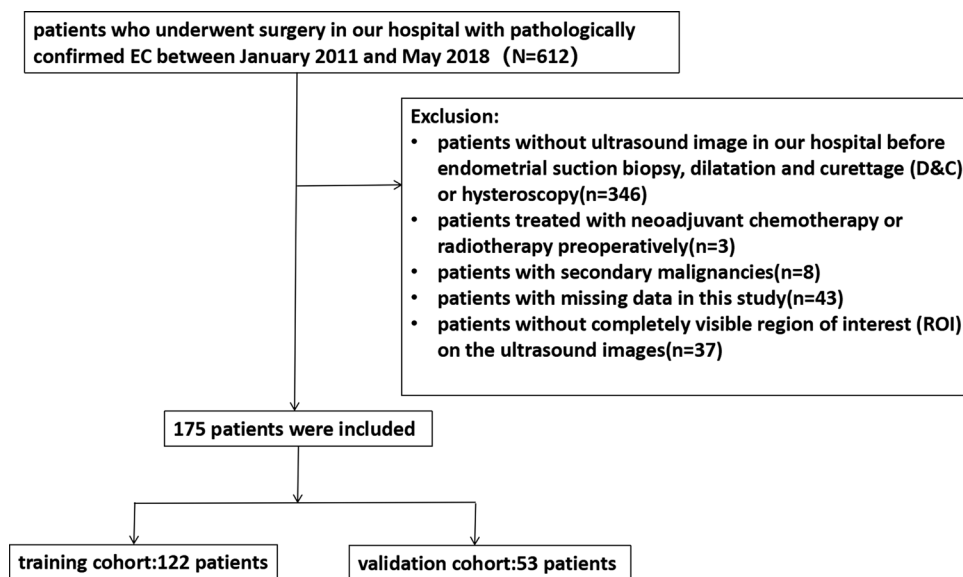 patients who underwent surgery in our hospital with pathologically
confirmed EC between January 2011 and May 2018（N=612）
Exclusion:
• patients without ultrasound image in our hospital before
endometrial suction biopsy, dilatation and curettage (D&C)
or hysteroscopy(n=346)
• patients treated with neoadjuvant chemotherapy or
radiotherapy preoperatively(n=3)
• patients with secondary malignancies(n=8)
• patients with missing data in this study(n=43)
• patients without completely visible region of interest (ROI)
on the ultrasound images(n=37)
175 patients were included
training cohort:122 patients
validation cohort:53 patients